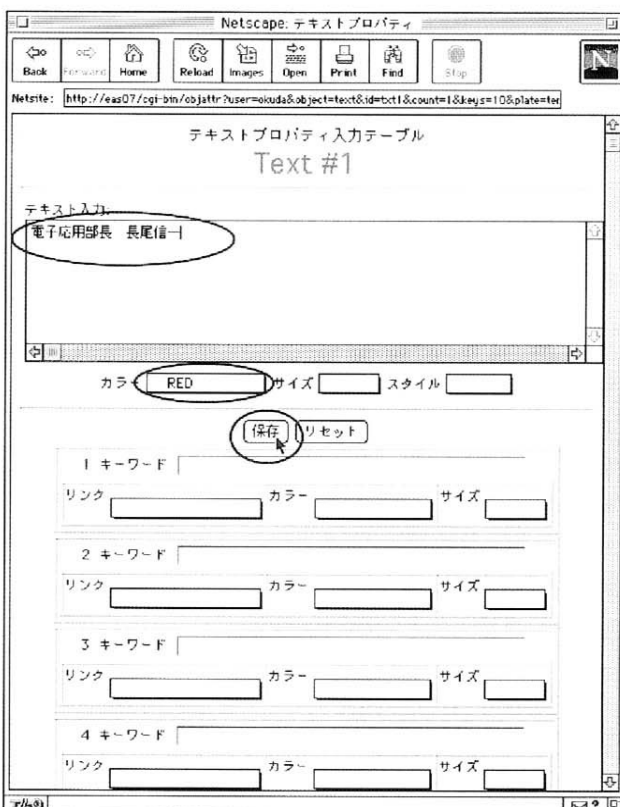 Netscape: テキストプロパティ
Back Forward Home Reload Images Open Print Find Stop
N
Netsite: http://eas07/cgi-bin/objattr?user=okuda&object=text&id=txt1&count=1&keys=10&plate=ter
テキストプロパティ入力テーブル
Text #1
テキスト入力:
電子応用部長 長尾信一
カラー RED サイズ スタイル
保存 リセット
1 キーワード
リンク カラー サイズ
2 キーワード
リンク カラー サイズ
3 キーワード
リンク カラー サイズ
4 キーワード
リンク カラー サイズ